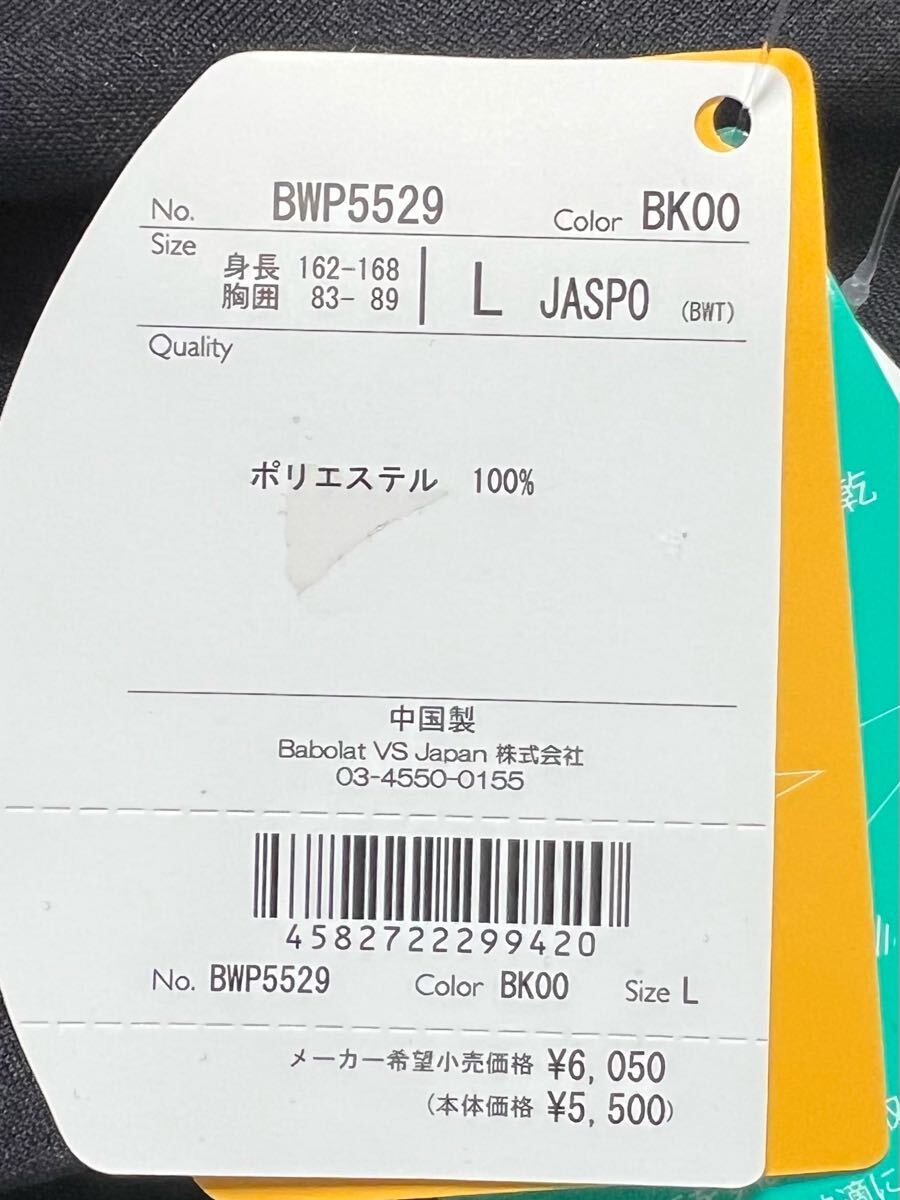 No. BWP5529 Color BK00
Size 身長 162-168
胸囲 83- 89 L JASPO (BWT)
Quality
ポリエステル 100%
中国製
Babolat VS Japan 株式会社
03-4550-0155
4582722299420
No. BWP5529 Color BK00 Size L
メーカー希望小売価格 ¥6,050
(本体価格 ¥5,500)
乾